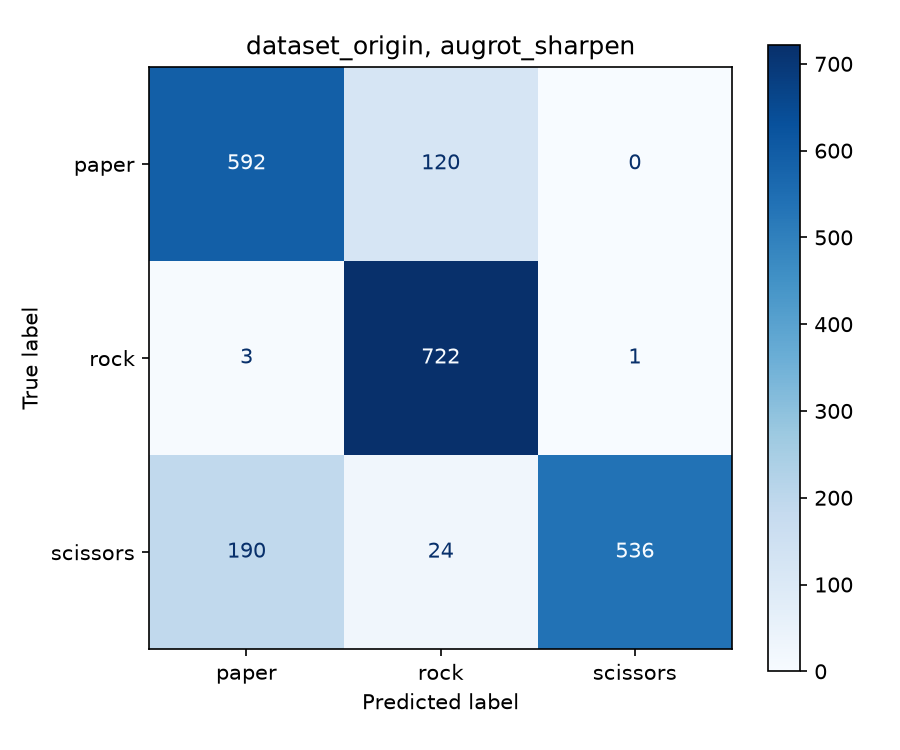 dataset_origin, augrot_sharpen
True label
paper
592
120
0
rock
3
722
1
scissors
190
24
536
paper
rock
scissors
Predicted label
700
600
500
400
300
200
100
0